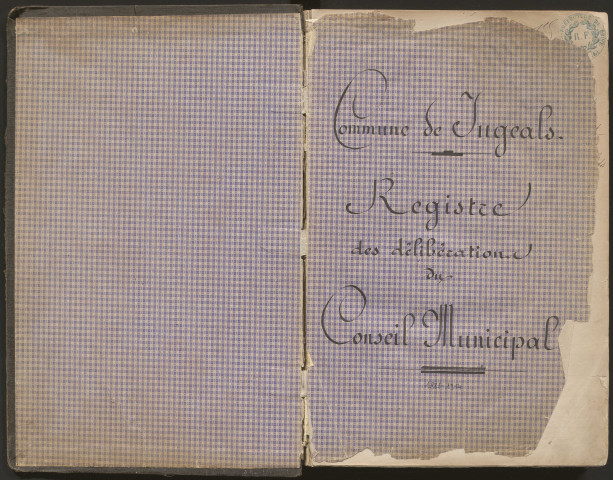 Commune de Jugeals.
Registre
des délibérations
du
Conseil Municipal
R.F.